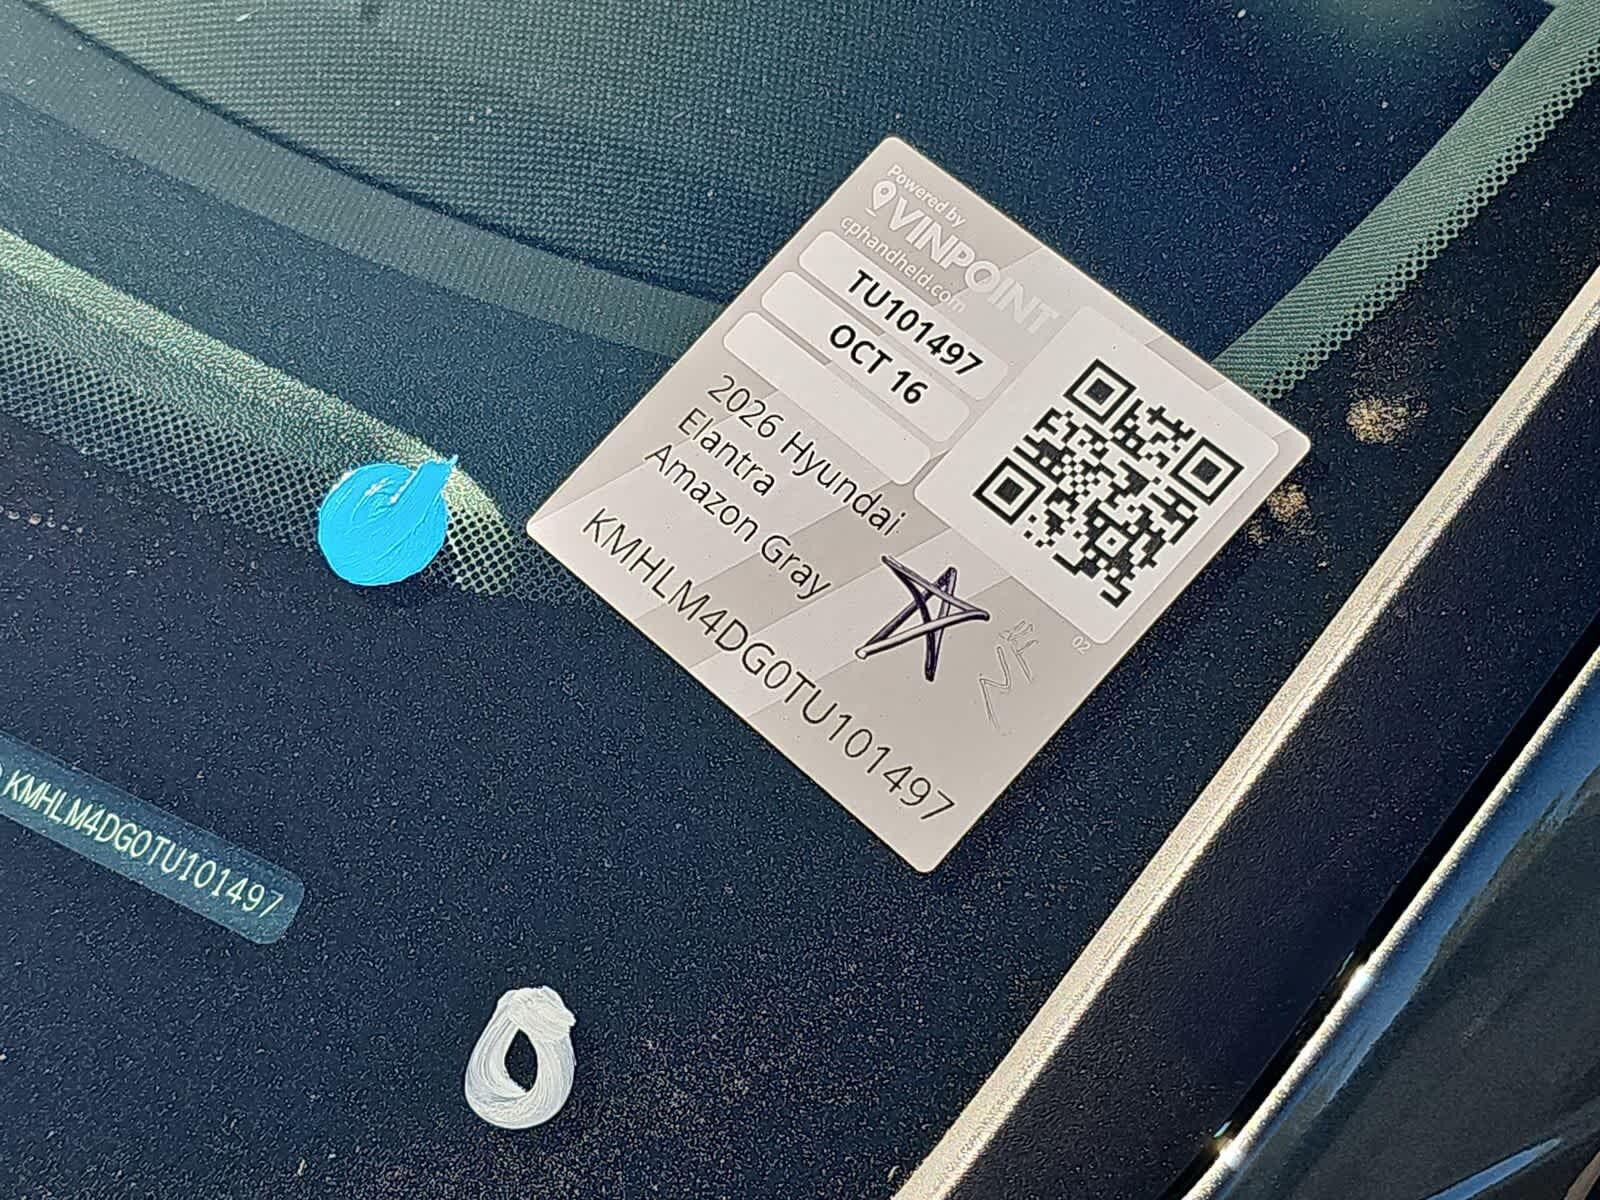 Powered by
VINPOINT
cphandheld.com
TU101497
OCT 16
2026 Hyundai
Elantra
Amazon Gray
KMHLM4DG0TU101497
02
KMHLM4DG0TU101497